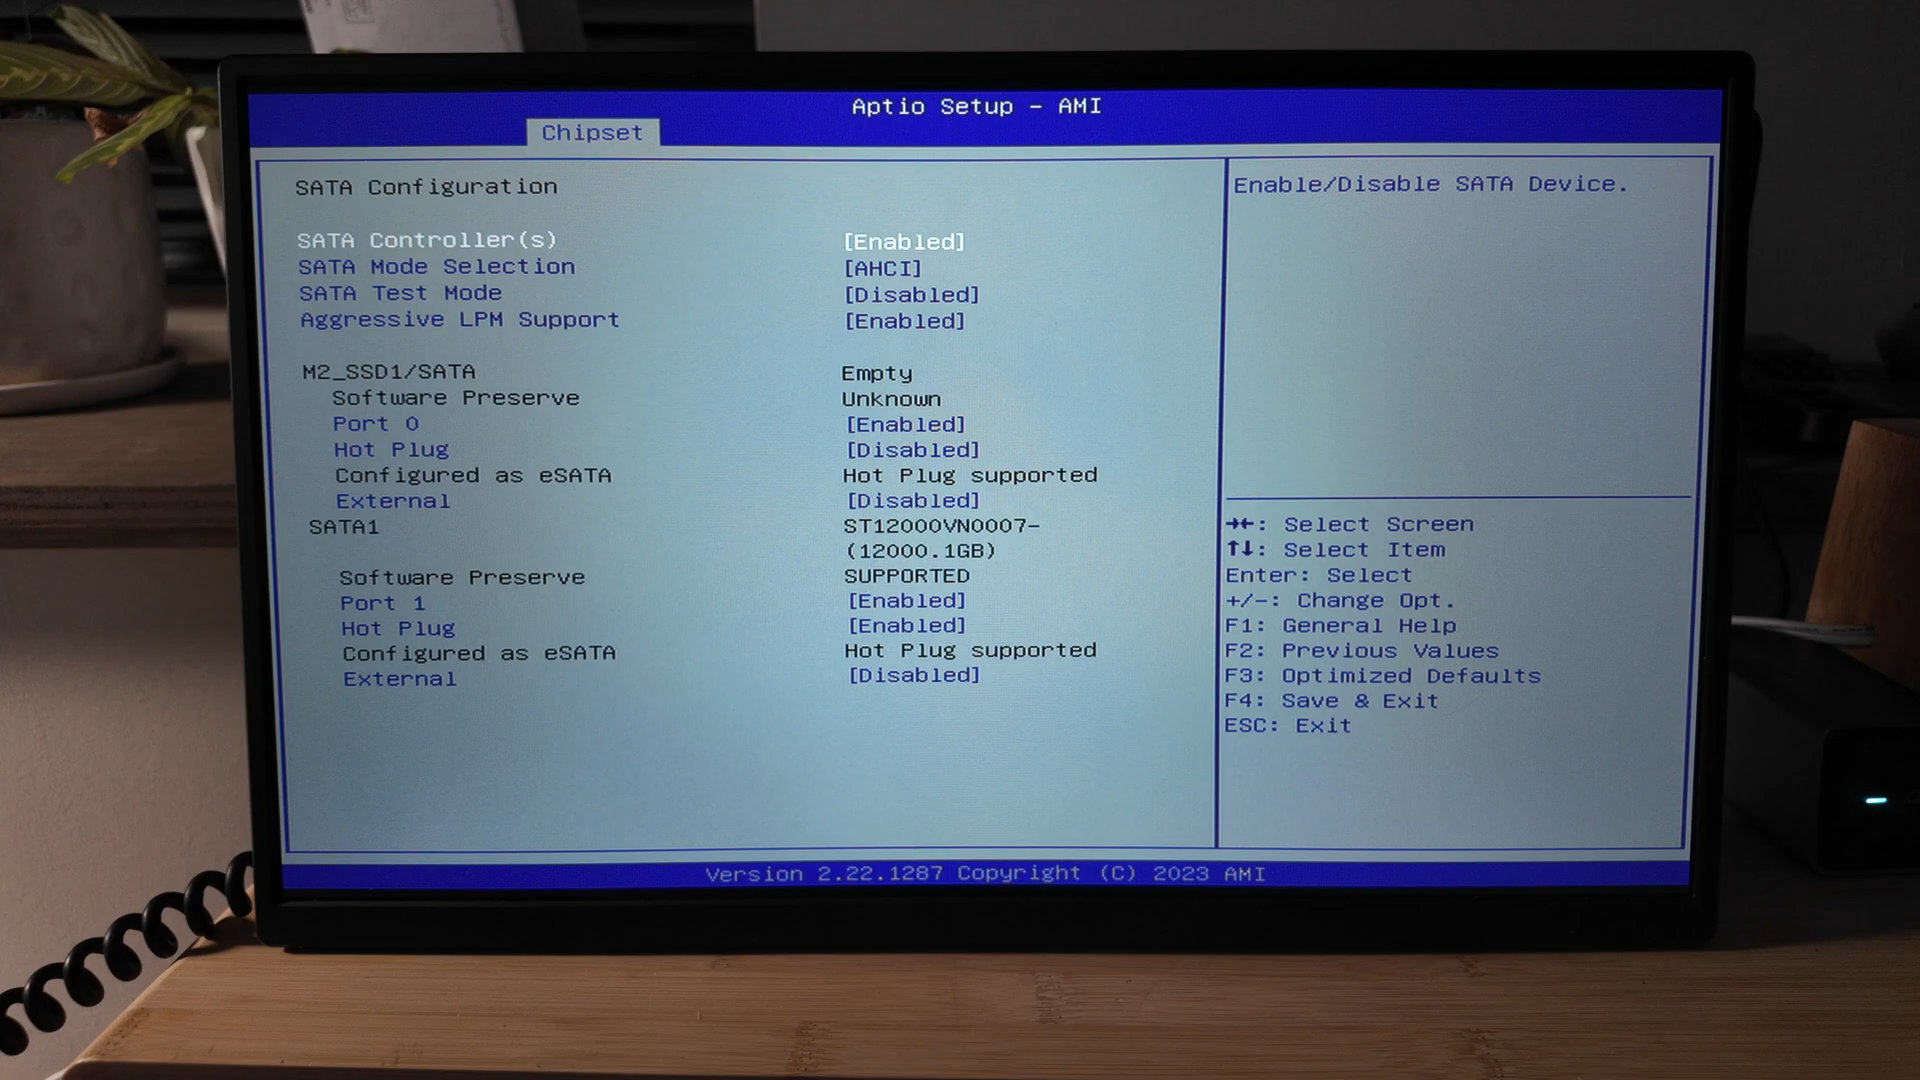 Aptio Setup - AMI
Chipset
SATA Configuration
SATA Controller(s) [Enabled]
SATA Mode Selection [AHCI]
SATA Test Mode [Disabled]
Aggressive LPM Support [Enabled]
M2_SSD1/SATA Empty
Software Preserve Unknown
Port 0 [Enabled]
Hot Plug [Disabled]
Configured as eSATA Hot Plug supported
External [Disabled]
SATA1 ST12000VN0007-
(12000.1GB)
Software Preserve SUPPORTED
Port 1 [Enabled]
Hot Plug [Enabled]
Configured as eSATA Hot Plug supported
External [Disabled]
Enable/Disable SATA Device.
→←: Select Screen
↑↓: Select Item
Enter: Select
+/-: Change Opt.
F1: General Help
F2: Previous Values
F3: Optimized Defaults
F4: Save & Exit
ESC: Exit
Version 2.22.1287 Copyright (C) 2023 AMI